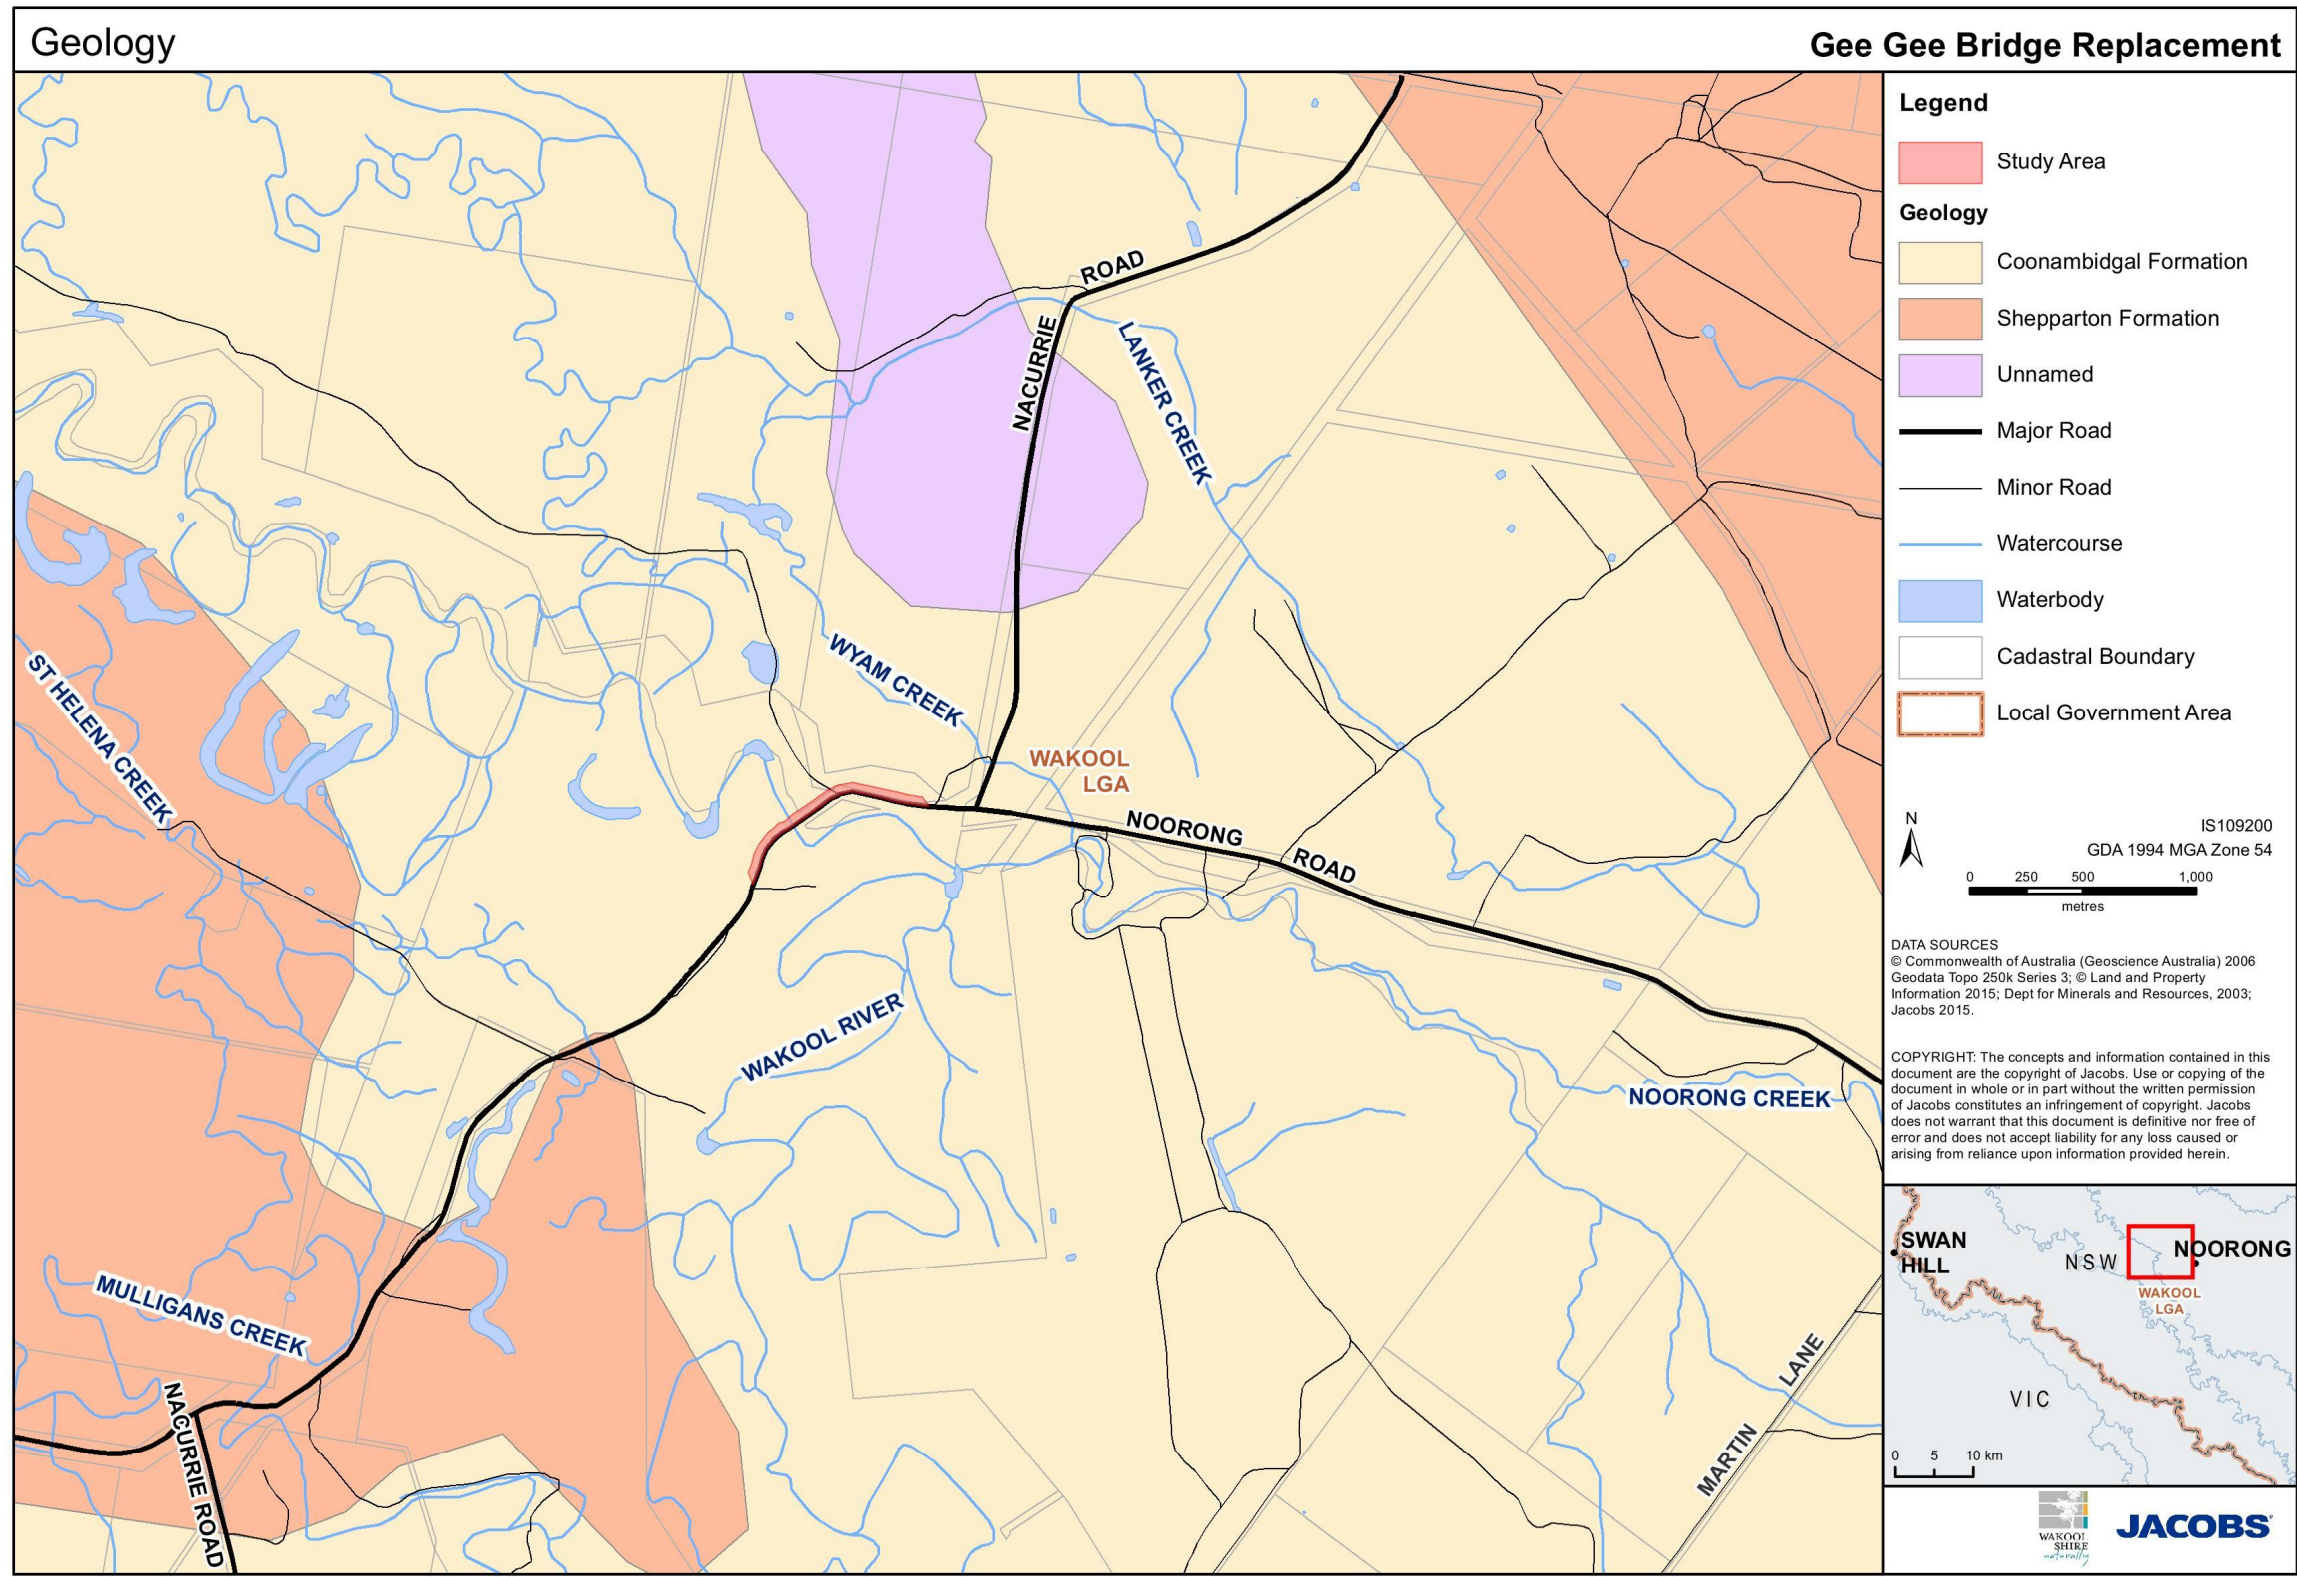 Geology
Gee Gee Bridge Replacement
ROAD
NACURRIE
LANKER CREEK
WYAM CREEK
ST HELENA CREEK
WAKOOL
LGA
NOORONG
ROAD
WAKOOL RIVER
NOORONG CREEK
MULLIGANS CREEK
NACURRIE ROAD
MARTIN
LANE
Legend
Study Area
Geology
Coonambidgal Formation
Shepparton Formation
Unnamed
Major Road
Minor Road
Watercourse
Waterbody
Cadastral Boundary
Local Government Area
N
IS109200
GDA 1994 MGA Zone 54
0 250 500 1,000
metres
DATA SOURCES
© Commonwealth of Australia (Geoscience Australia) 2006
Geodata Topo 250k Series 3; © Land and Property
Information 2015; Dept for Minerals and Resources, 2003;
Jacobs 2015.
COPYRIGHT: The concepts and information contained in this
document are the copyright of Jacobs. Use or copying of the
document in whole or in part without the written permission
of Jacobs constitutes an infringement of copyright. Jacobs
does not warrant that this document is definitive nor free of
error and does not accept liability for any loss caused or
arising from reliance upon information provided herein.
SWAN
HILL
NSW
NOORONG
WAKOOL
LGA
VIC
0 5 10 km
WAKOOL
SHIRE
naturally
JACOBS